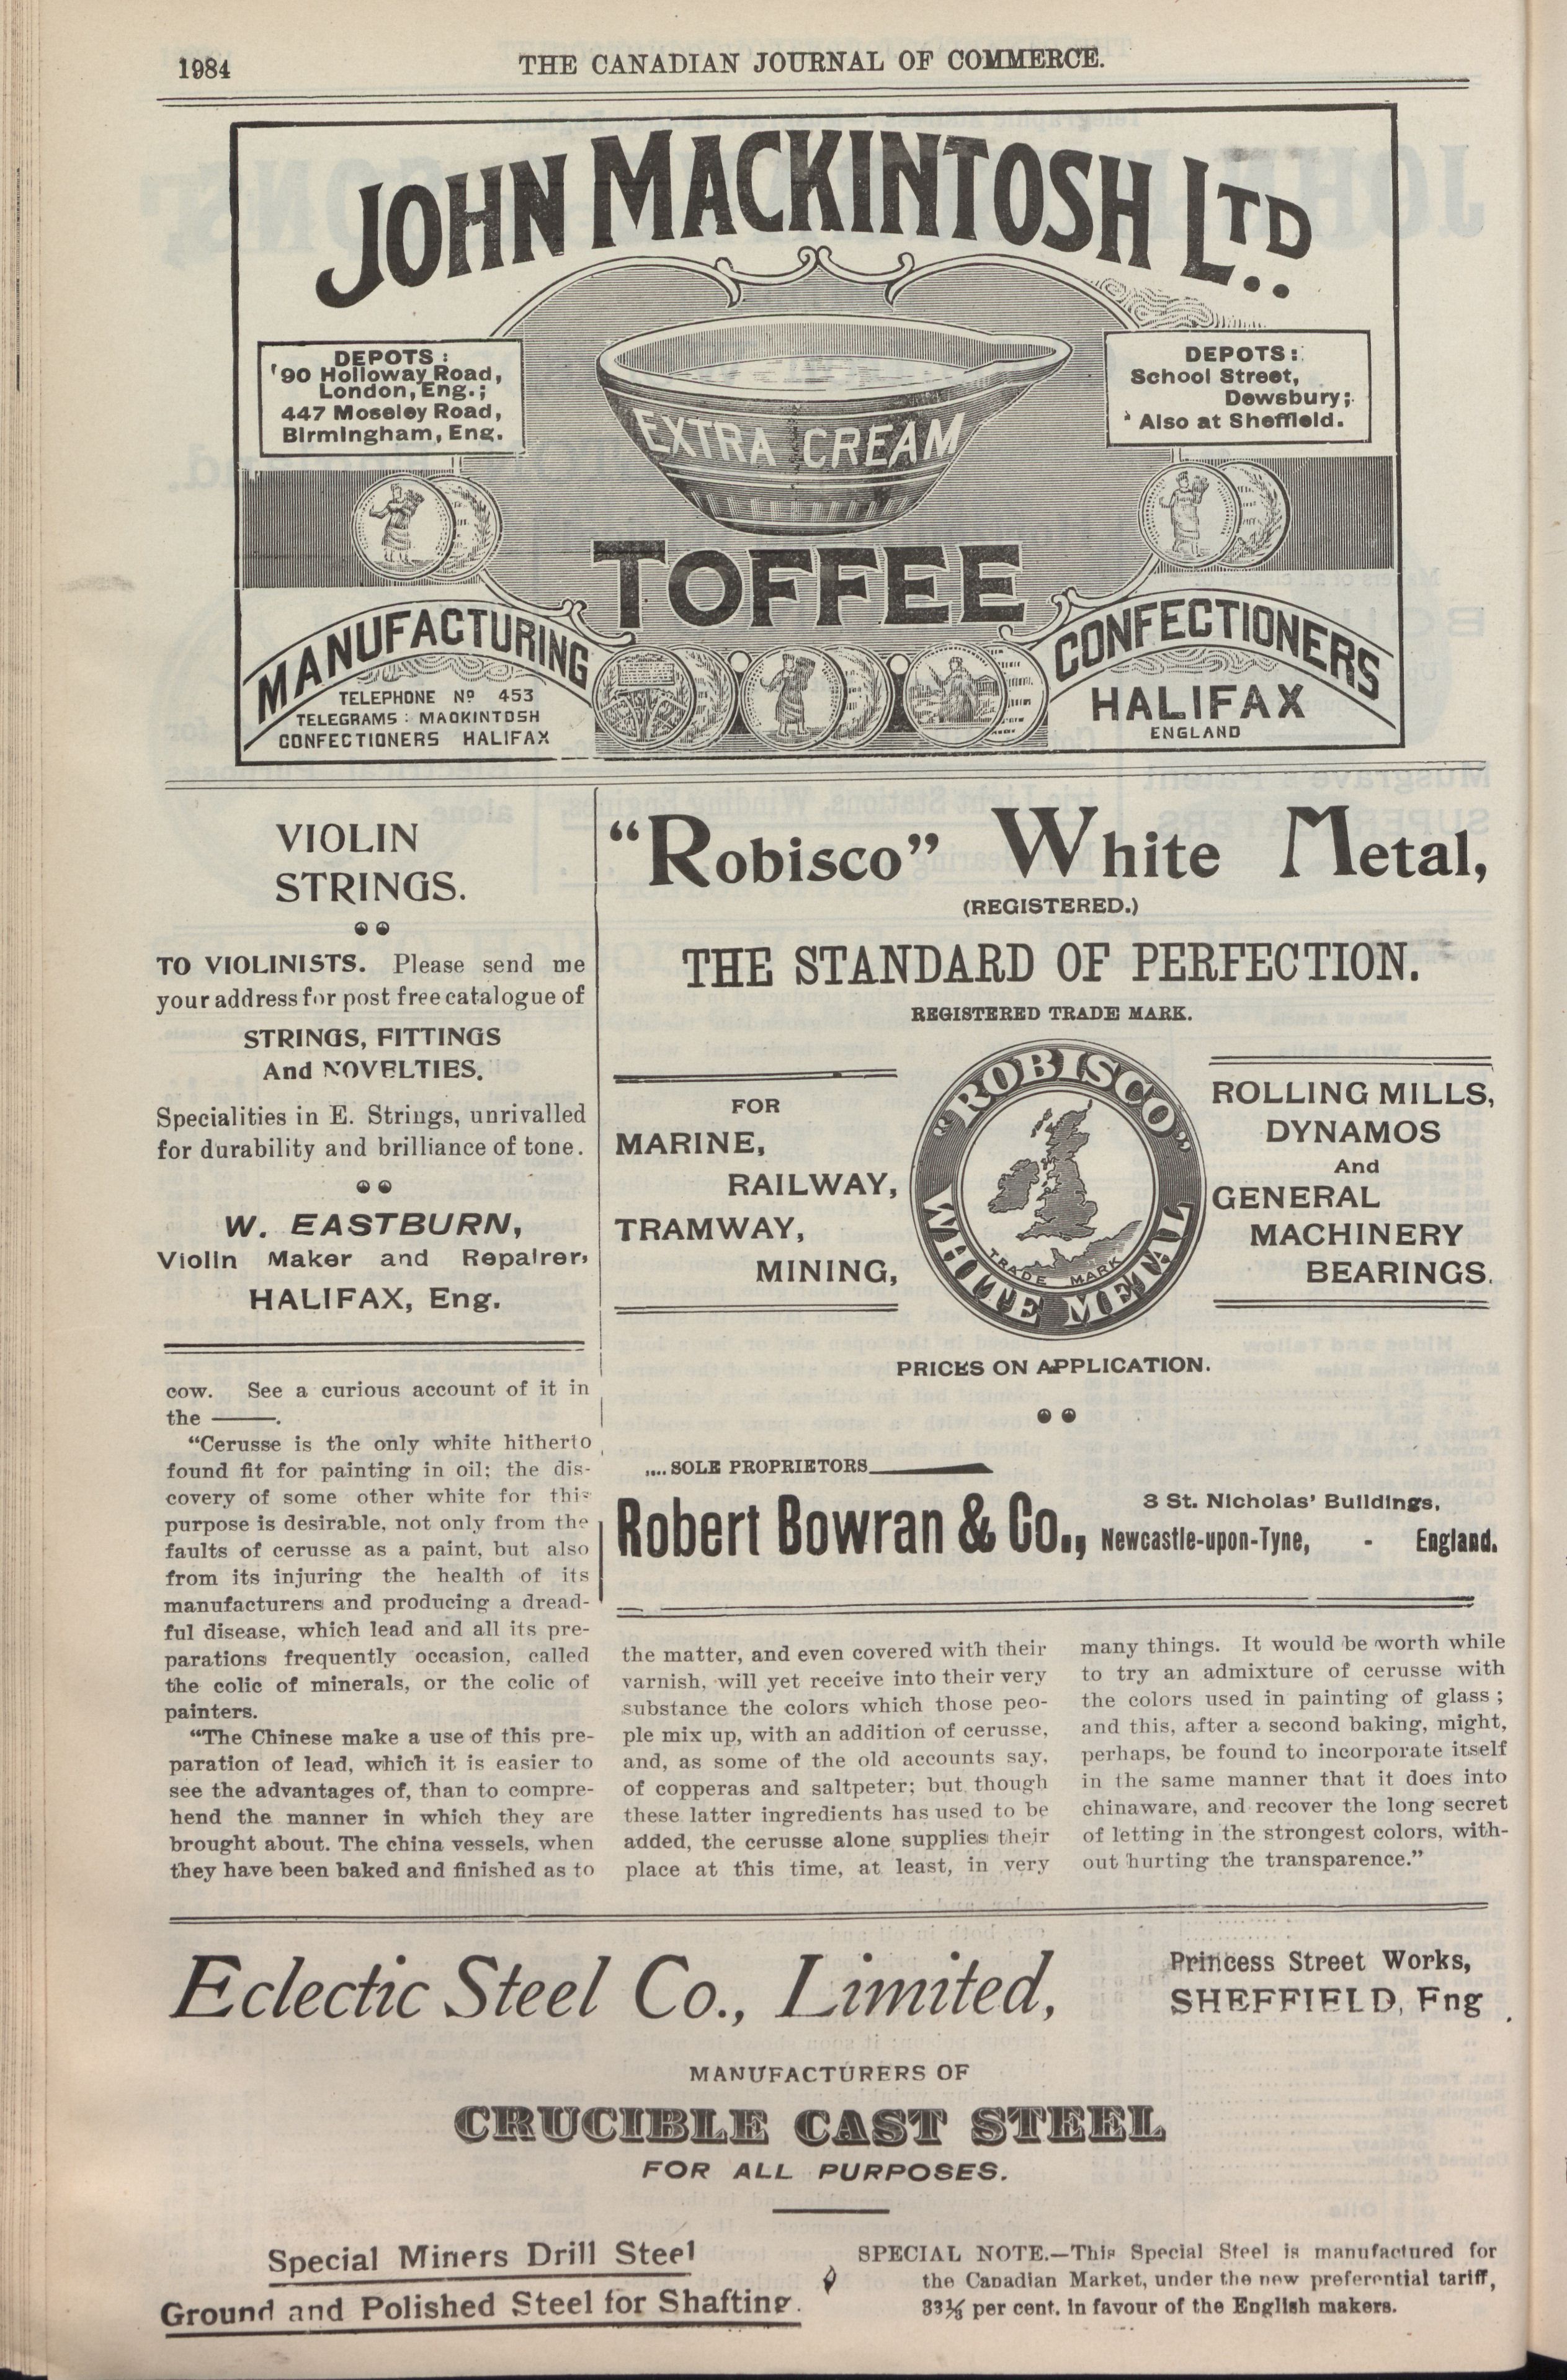 1984
THE CANADIAN JOURNAL OF COMMERCE.
JOHN MACKINTOSH LTD..
DEPOTS:
90 Holloway Road,
London, Eng.;
447 Moseley Road,
Birmingham, Eng.
DEPOTS:
School Street,
Dewsbury;
Also at Sheffield.
EXTRA CREAM
TOFFEE
MANUFACTURING
TELEPHONE No 453
TELEGRAMS: MACKINTOSH
CONFECTIONERS HALIFAX
CONFECTIONERS
HALIFAX
ENGLAND
VIOLIN
STRINGS.
TO VIOLINISTS. Please send me
your address for post free catalogue of
STRINGS, FITTINGS
And NOVELTIES.
Specialities in E. Strings, unrivalled
for durability and brilliance of tone.
W. EASTBURN,
Violin Maker and Repairer,
HALIFAX, Eng.
cow. See a curious account of it in
the ——.
"Cerusse is the only white hitherto
found fit for painting in oil; the dis-
covery of some other white for this
purpose is desirable, not only from the
faults of cerusse as a paint, but also
from its injuring the health of its
manufacturers and producing a dread-
ful disease, which lead and all its pre-
parations frequently occasion, called
the colic of minerals, or the colic of
painters.
"The Chinese make a use of this pre-
paration of lead, which it is easier to
see the advantages of, than to compre-
hend the manner in which they are
brought about. The china vessels, when
they have been baked and finished as to
"Robisco" White Metal,
(REGISTERED.)
THE STANDARD OF PERFECTION.
REGISTERED TRADE MARK.
FOR
MARINE,
RAILWAY,
TRAMWAY,
MINING,
"ROBISCO"
WHITE METAL
TRADE MARK
ROLLING MILLS,
DYNAMOS
And
GENERAL
MACHINERY
BEARINGS.
PRICES ON APPLICATION.
....SOLE PROPRIETORS
Robert Bowran & Co.,
3 St. Nicholas' Buildings,
Newcastle-upon-Tyne, - England.
the matter, and even covered with their
varnish, will yet receive into their very
substance the colors which those peo-
ple mix up, with an addition of cerusse,
and, as some of the old accounts say,
of copperas and saltpeter; but though
these latter ingredients has used to be
added, the cerusse alone supplies their
place at this time, at least, in very
many things. It would be worth while
to try an admixture of cerusse with
the colors used in painting of glass;
and this, after a second baking, might,
perhaps, be found to incorporate itself
in the same manner that it does into
chinaware, and recover the long secret
of letting in the strongest colors, with-
out hurting the transparence."
Eclectic Steel Co., Limited,
Princess Street Works,
SHEFFIELD, Eng.
MANUFACTURERS OF
CRUCIBLE CAST STEEL
FOR ALL PURPOSES.
Special Miners Drill Steel
Ground and Polished Steel for Shafting.
SPECIAL NOTE.—This Special Steel is manufactured for
the Canadian Market, under the new preferential tariff,
33⅓ per cent. in favour of the English makers.